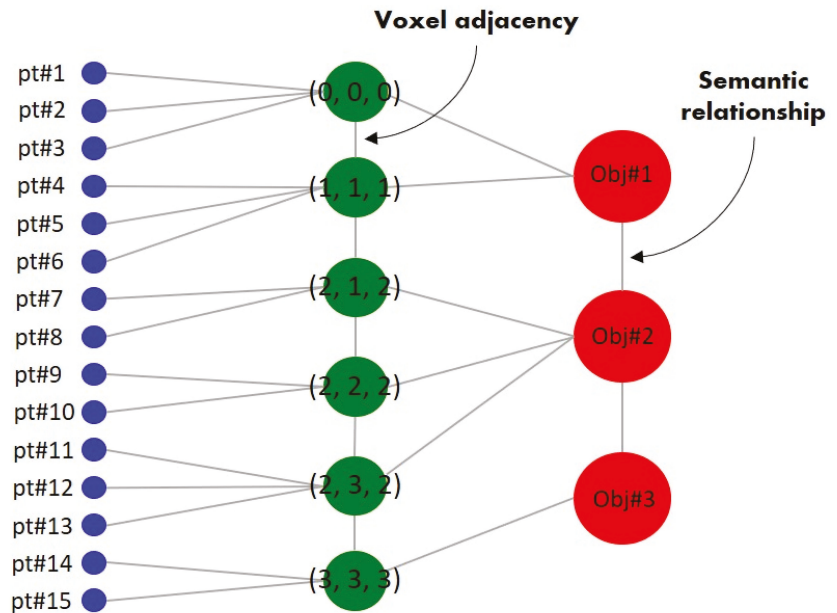 Voxel adjacency
Semantic
relationship
pt#1
pt#2
pt#3
pt#4
pt#5
pt#6
pt#7
pt#8
pt#9
pt#10
pt#11
pt#12
pt#13
pt#14
pt#15
(0, 0, 0)
(1, 1, 1)
(2, 1, 2)
(2, 2, 2)
(2, 3, 2)
(3, 3, 3)
Obj#1
Obj#2
Obj#3